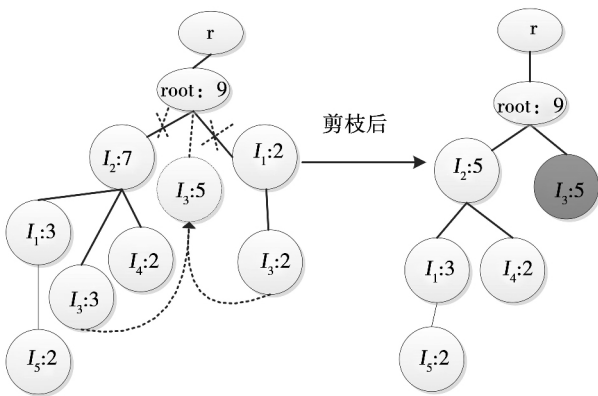 r
root：9
I₂:7
I₃:5
I₁:2
I₁:3
I₃:3
I₄:2
I₃:2
I₅:2
剪枝后
r
root：9
I₂:5
I₃:5
I₁:3
I₄:2
I₅:2